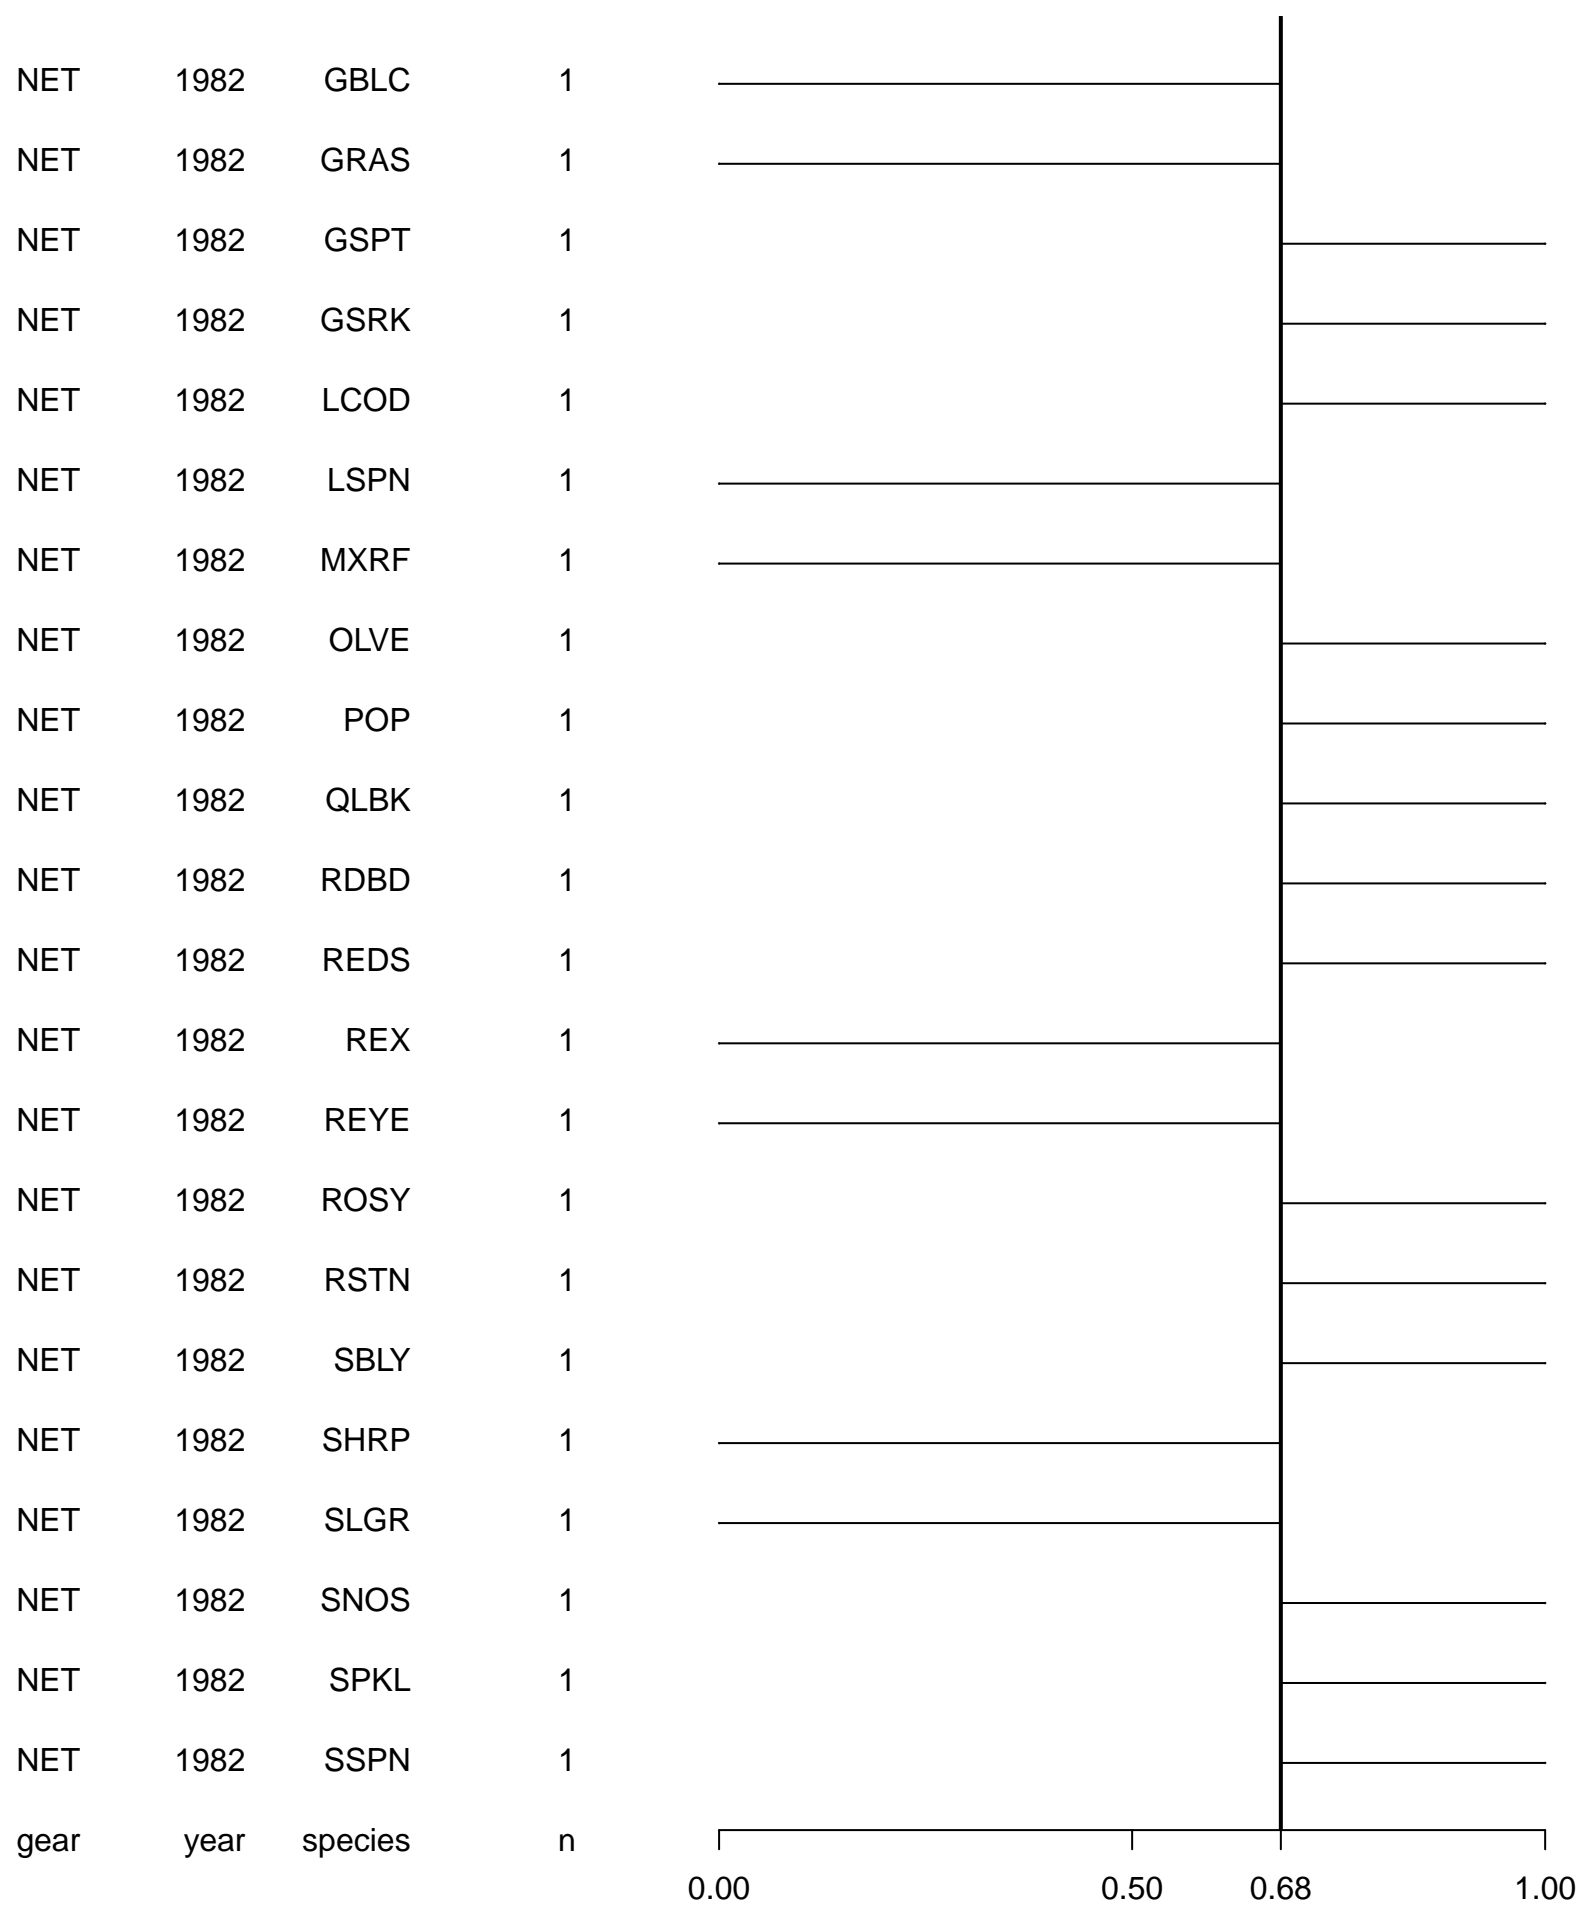 NET 1982 GBLC 1
NET 1982 GRAS 1
NET 1982 GSPT 1
NET 1982 GSRK 1
NET 1982 LCOD 1
NET 1982 LSPN 1
NET 1982 MXRF 1
NET 1982 OLVE 1
NET 1982 POP 1
NET 1982 QLBK 1
NET 1982 RDBD 1
NET 1982 REDS 1
NET 1982 REX 1
NET 1982 REYE 1
NET 1982 ROSY 1
NET 1982 RSTN 1
NET 1982 SBLY 1
NET 1982 SHRP 1
NET 1982 SLGR 1
NET 1982 SNOS 1
NET 1982 SPKL 1
NET 1982 SSPN 1
gear year species n
0.00 0.50 0.68 1.00